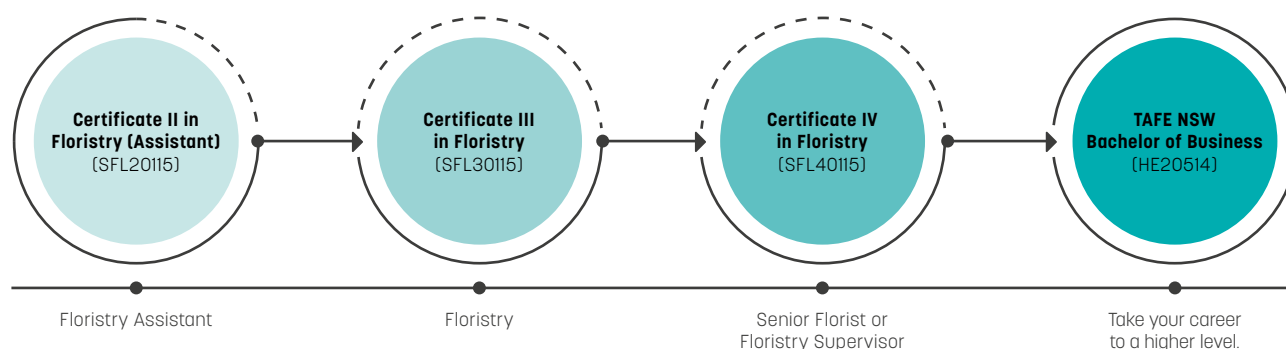 Certificate II in
Floristry (Assistant)
(SFL20115)
Certificate III
in Floristry
(SFL30115)
Certificate IV
in Floristry
(SFL40115)
TAFE NSW
Bachelor of Business
(HE20514)
Floristry Assistant
Floristry
Senior Florist or
Floristry Supervisor
Take your career
to a higher level.